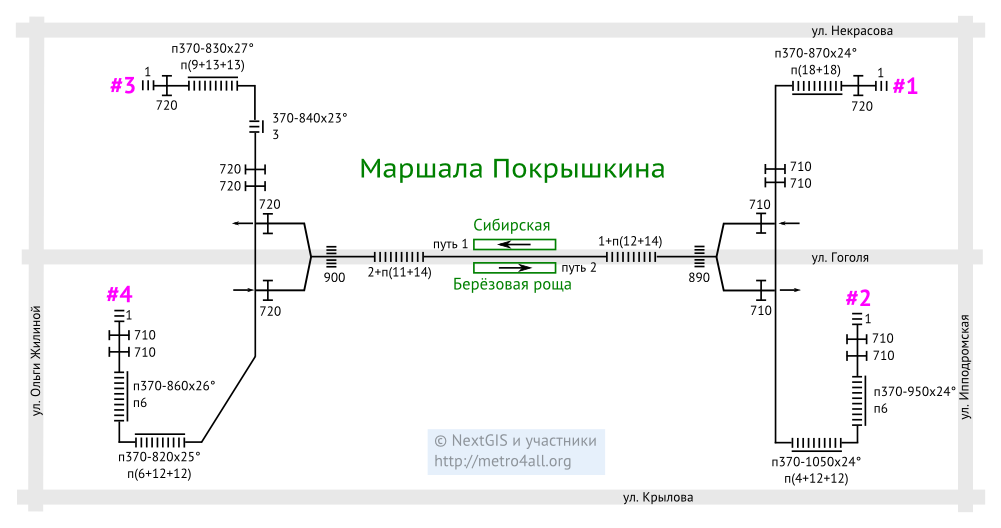 ул. Некрасова
п370-830x27°
п(9+13+13)
#3
1
720
370-840x23°
3
720
720
720
п370-870x24°
п(18+18)
1
#1
720
710
710
710
Маршала Покрышкина
Сибирская
путь 1
1+п(12+14)
2+п(11+14)
путь 2
Берёзовая роща
900
890
ул. Гоголя
720
710
#4
1
710
710
п370-860x26°
п6
п370-820x25°
п(6+12+12)
#2
1
710
710
п370-950x24°
п6
п370-1050x24°
п(4+12+12)
ул. Ольги Жилиной
ул. Ипподромская
© NextGIS и участники
http://metro4all.org
ул. Крылова